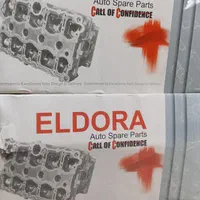 Auto Spare Parts
CALL OF CONFIDENCE
ELDORA
Auto Spare Parts
CALL OF CONFIDENCE